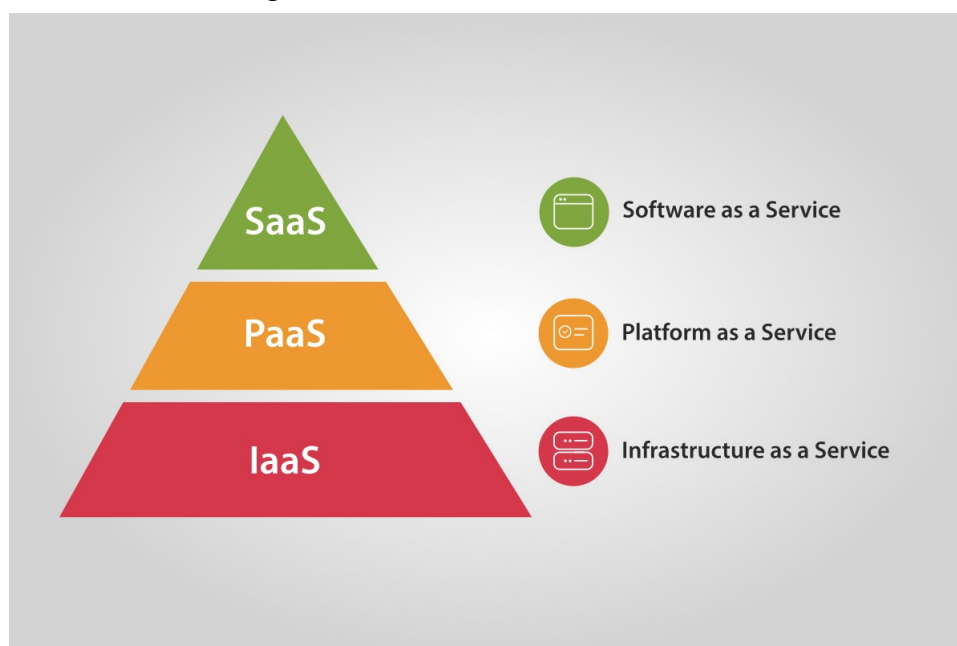 SaaS
Software as a Service
PaaS
Platform as a Service
IaaS
Infrastructure as a Service